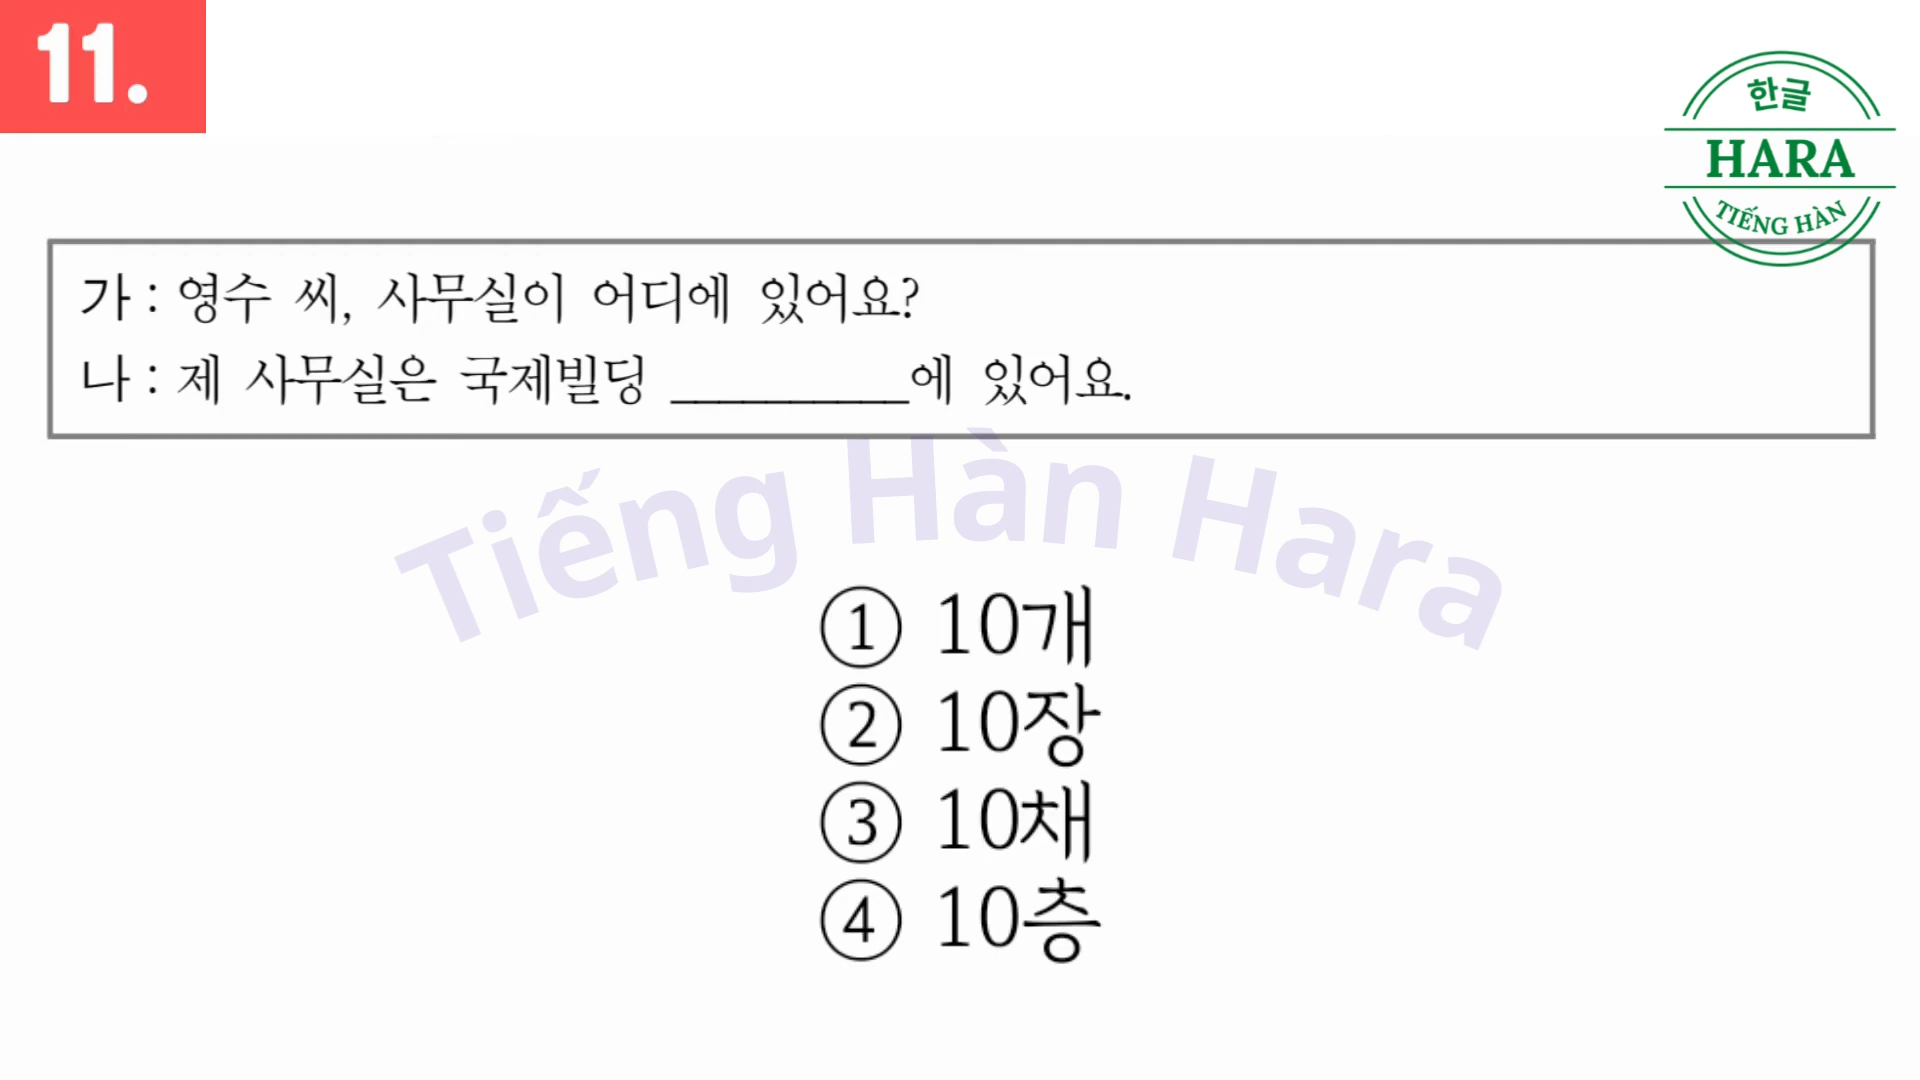 11.
한글
HARA
TIẾNG HÀN
가 : 영수 씨, 사무실이 어디에 있어요?
나 : 제 사무실은 국제빌딩 __________에 있어요.
Tiếng Hàn Hara
① 10개
② 10장
③ 10채
④ 10층